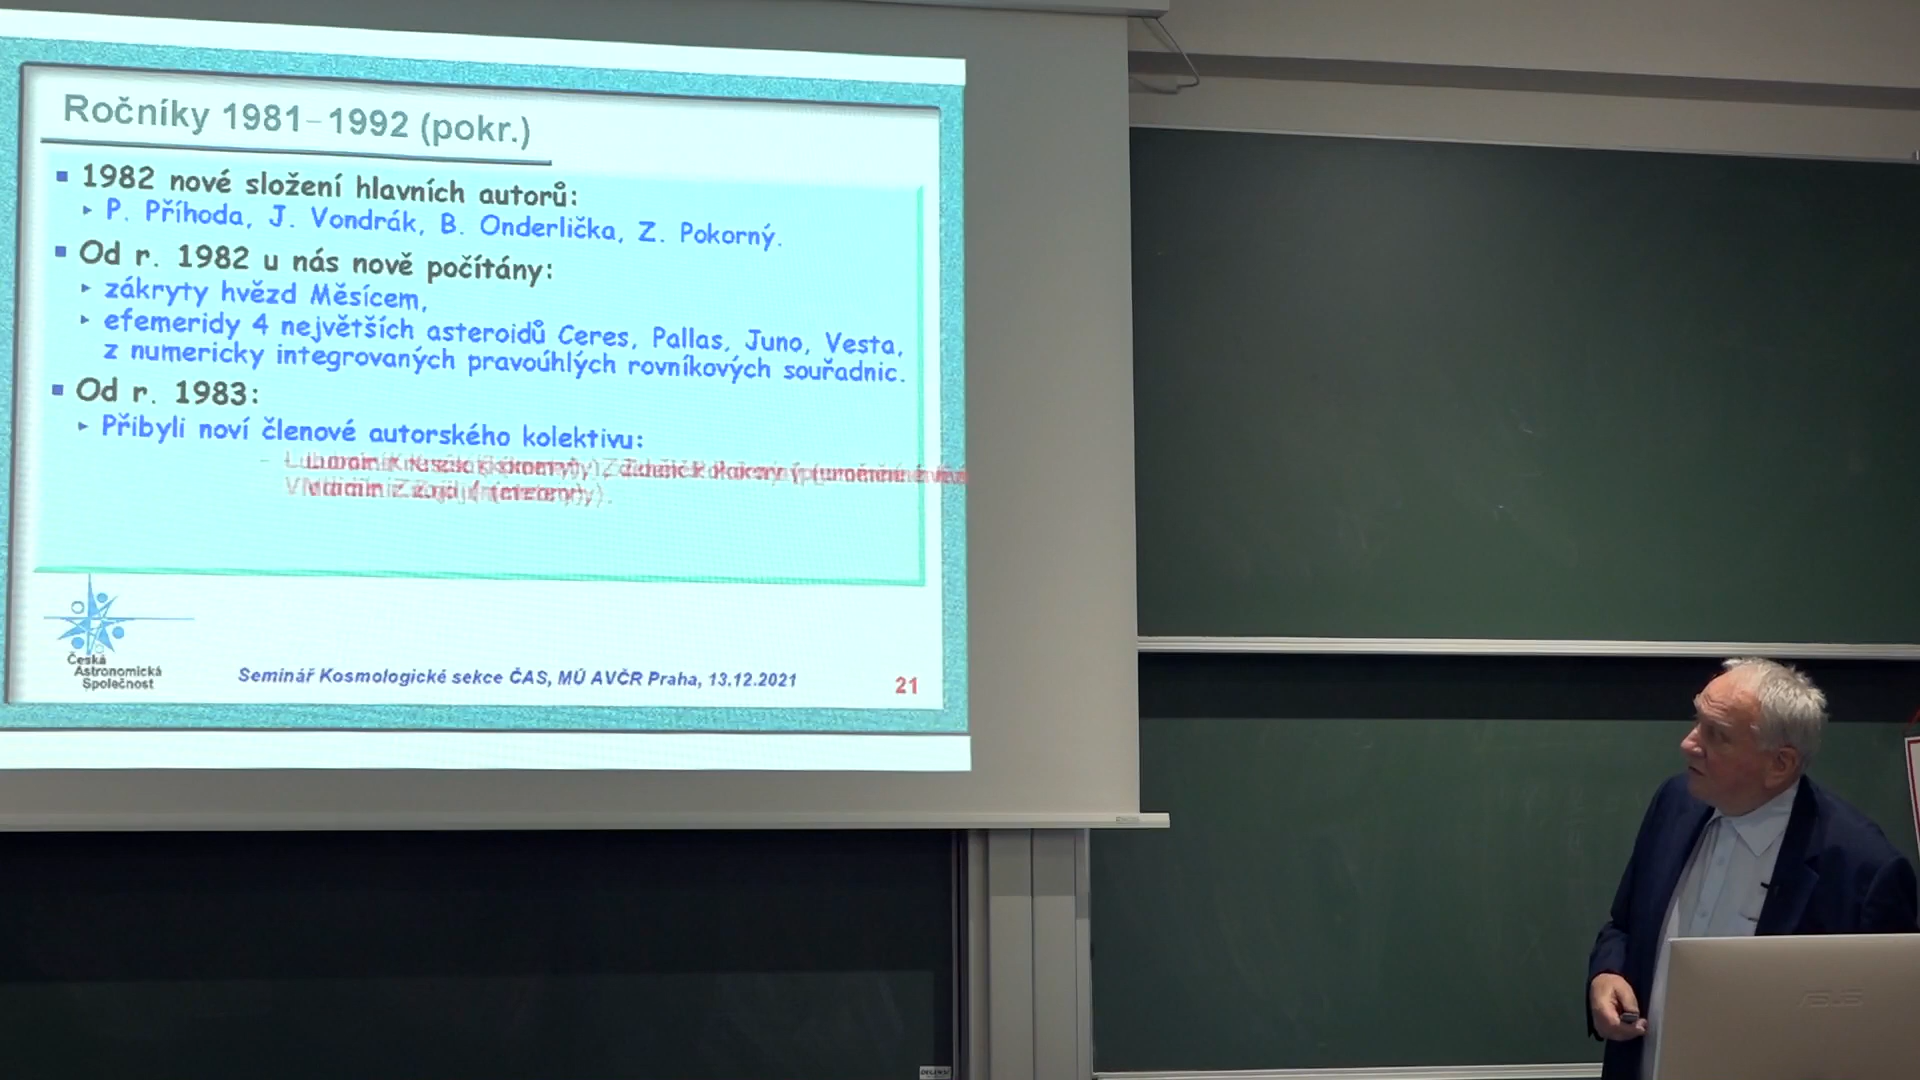 Ročníky 1981–1992 (pokr.)
1982 nové složení hlavních autorů:
P. Příhoda, J. Vondrák, B. Onderlička, Z. Pokorný.
Od r. 1982 u nás nově počítány:
zákryty hvězd Měsícem,
efemeridy 4 největších asteroidů Ceres, Pallas, Juno, Vesta,
z numericky integrovaných pravoúhlých rovníkových souřadnic.
Od r. 1983:
Přibyli noví členové autorského kolektivu:
Česká
Astronomická
Společnost
Seminář Kosmologické sekce ČAS, MÚ AVČR Praha, 13.12.2021
21
ASUS